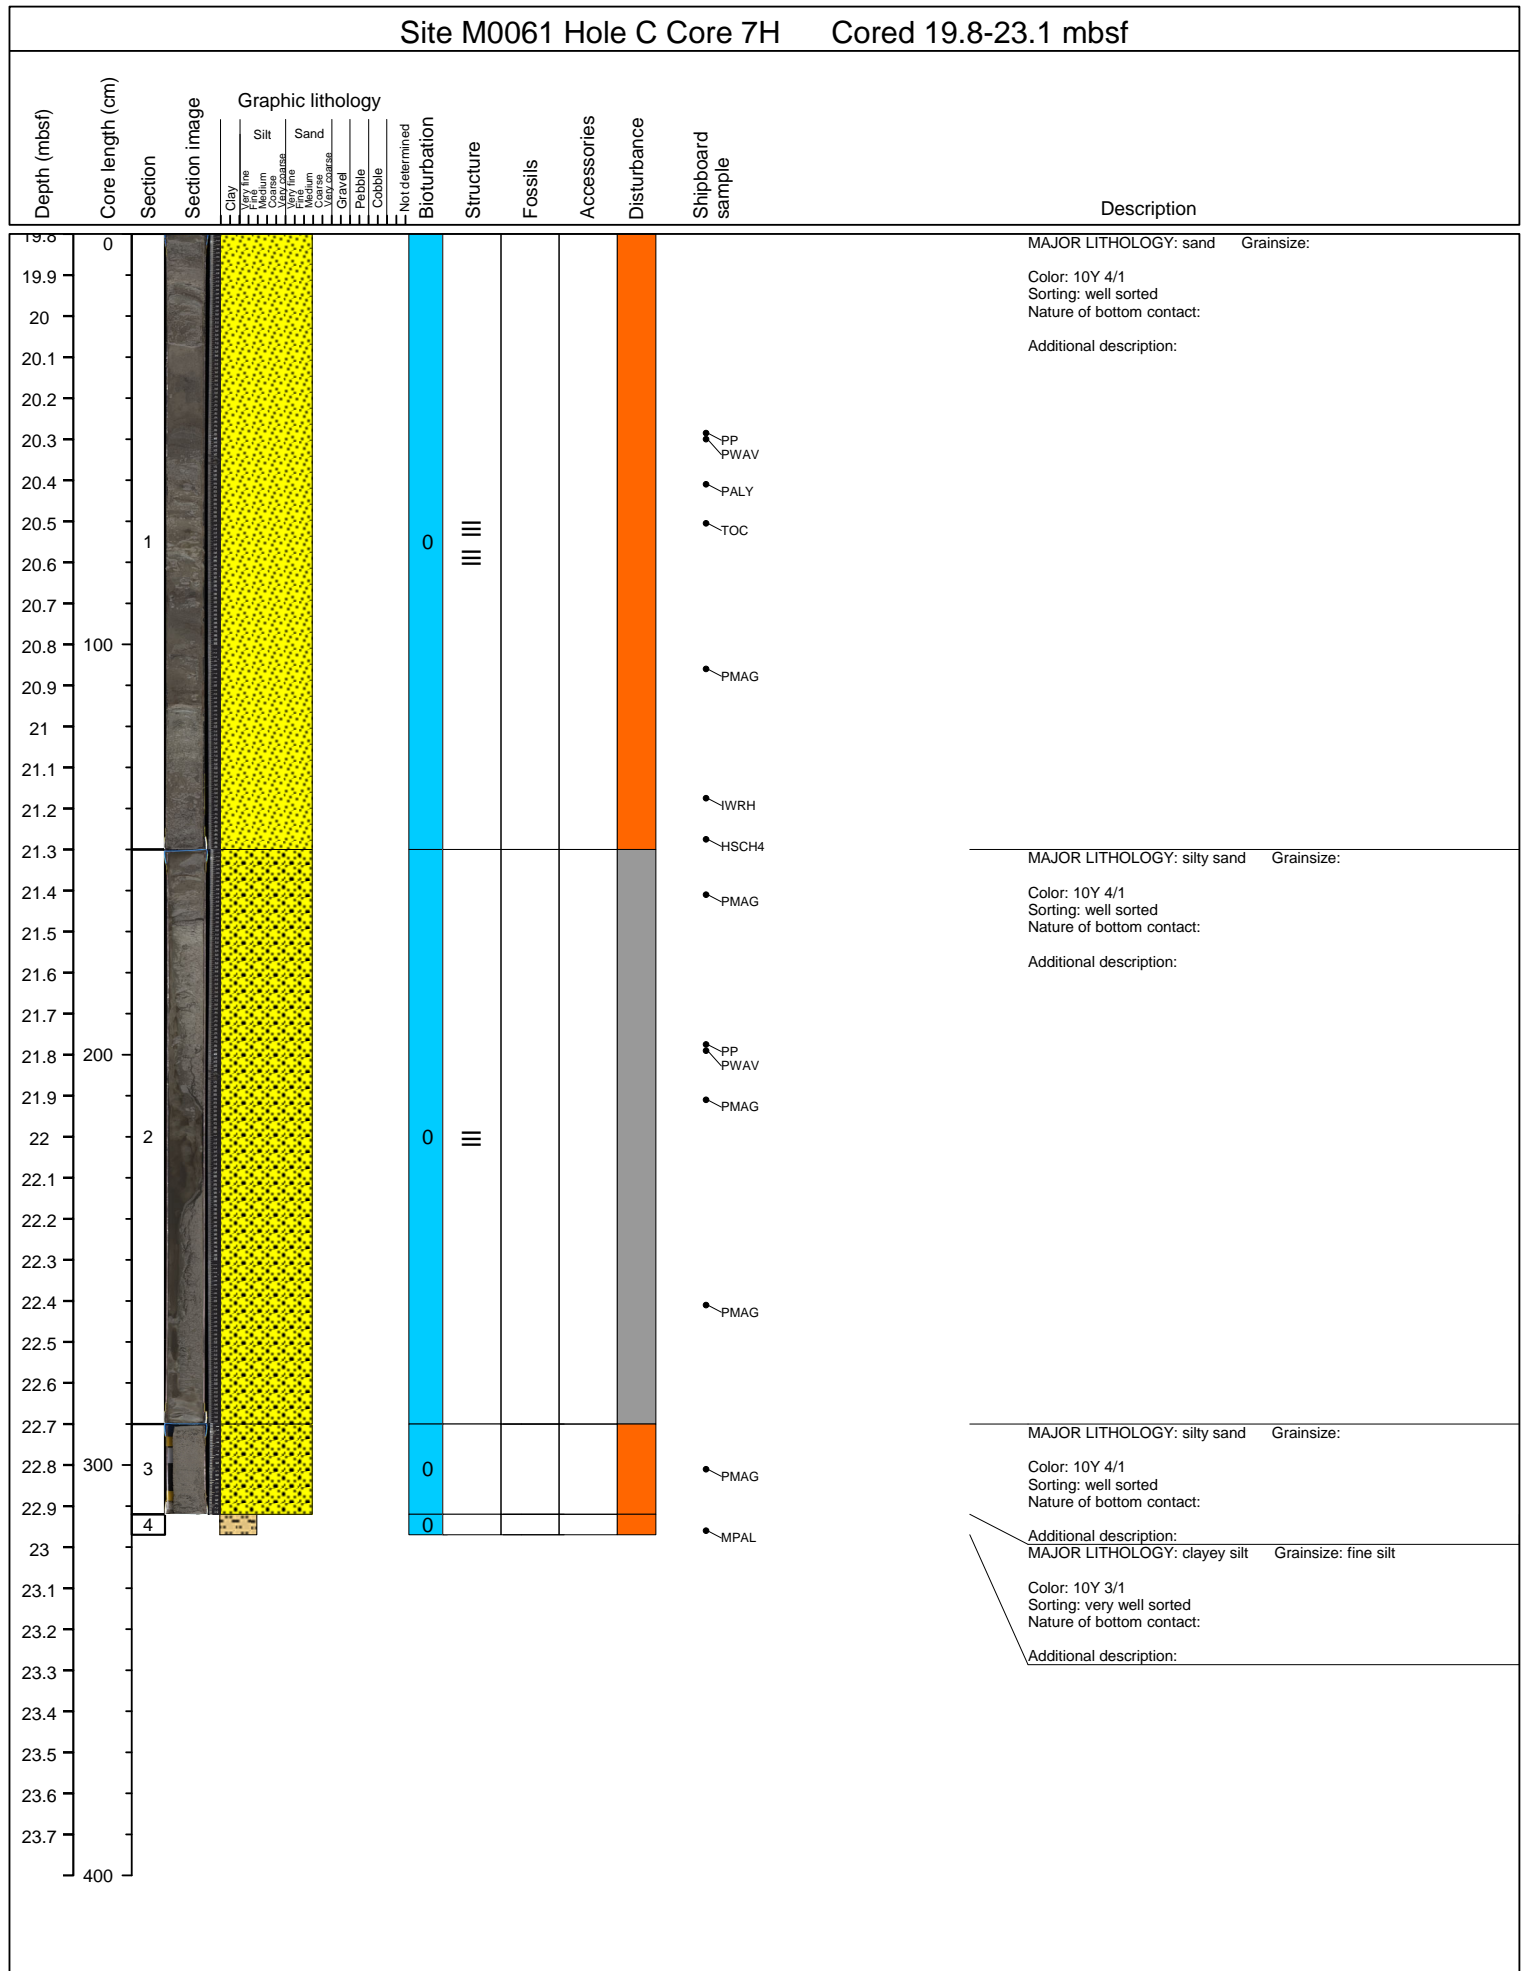 Site M0061 Hole C Core 7H Cored 19.8-23.1 mbsf
Depth (mbsf)
Core length (cm)
Section
Section image
Graphic lithology
Clay
Silt
Very fine
Fine
Medium
Coarse
Very coarse
Sand
Very fine
Fine
Medium
Coarse
Very coarse
Gravel
Pebble
Cobble
Not determined
Bioturbation
Structure
Fossils
Accessories
Disturbance
Shipboard
sample
Description
19.8 0
MAJOR LITHOLOGY: sand Grainsize:
19.9
Color: 10Y 4/1
Sorting: well sorted
20
Nature of bottom contact:
20.1
Additional description:
20.2
20.3
PP
PWAV
20.4
PALY
20.5
TOC
1 0
20.6
20.7
20.8 100
PMAG
20.9
21
21.1
21.2
IWRH
21.3
HSCH4
MAJOR LITHOLOGY: silty sand Grainsize:
21.4
Color: 10Y 4/1
PMAG
Sorting: well sorted
Nature of bottom contact:
21.5
Additional description:
21.6
21.7
21.8 200
PP
PWAV
21.9
PMAG
22 2 0
22.1
22.2
22.3
22.4
PMAG
22.5
22.6
22.7
MAJOR LITHOLOGY: silty sand Grainsize:
22.8 300 3 0
Color: 10Y 4/1
PMAG
Sorting: well sorted
Nature of bottom contact:
22.9
4 0
MPAL
Additional description:
23
MAJOR LITHOLOGY: clayey silt Grainsize: fine silt
23.1
Color: 10Y 3/1
Sorting: very well sorted
Nature of bottom contact:
23.2
Additional description:
23.3
23.4
23.5
23.6
23.7
400